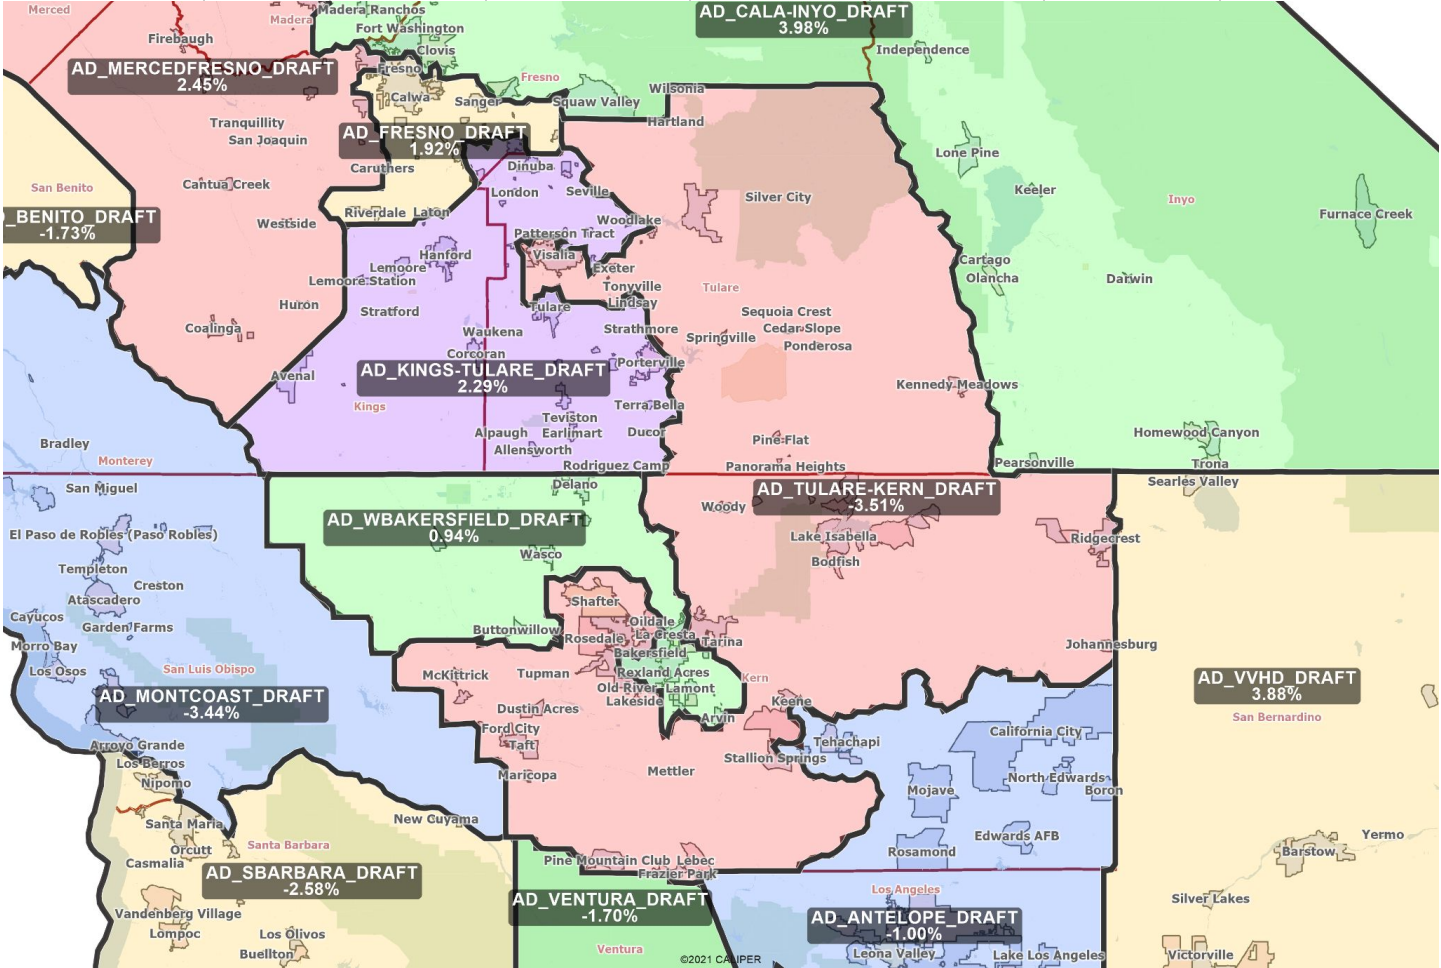 Merced
Madera
Madera Ranchos
Fort Washington
Firebaugh
Clovis
AD_CALA-INYO_DRAFT
3.98%
Independence
AD_MERCEDFRESNO_DRAFT
2.45%
Fresno
Fresno
Calwa
Sanger
Squaw Valley
Wilsonia
Hartland
Tranquillity
San Joaquin
AD_FRESNO_DRAFT
1.92%
Caruthers
Dinuba
Lone Pine
San Benito
Cantua Creek
London
Seville
Silver City
Keeler
Inyo
Furnace Creek
_BENITO_DRAFT
-1.73%
Westside
Riverdale
Laton
Woodlake
Patterson Tract
Hanford
Visalia
Lemoore
Exeter
Cartago
Lemoore Station
Olancha
Darwin
Tonyville
Tulare
Huron
Stratford
Tulare
Lindsay
Sequoia Crest
Coalinga
Waukena
Strathmore
Springville
Cedar Slope
Ponderosa
Corcoran
Porterville
Avenal
AD_KINGS-TULARE_DRAFT
2.29%
Kennedy Meadows
Kings
Terra Bella
Teviston
Alpaugh
Earlimart
Ducor
Pine Flat
Homewood Canyon
Bradley
Allensworth
Monterey
Rodriguez Camp
Panorama Heights
Pearsonville
Trona
San Miguel
Delano
Searles Valley
AD_TULARE-KERN_DRAFT
-3.51%
Woody
AD_WBAKERSFIELD_DRAFT
0.94%
El Paso de Robles (Paso Robles)
Lake Isabella
Ridgecrest
Wasco
Bodfish
Templeton
Creston
Atascadero
Shafter
Cayucos
Garden Farms
Buttonwillow
Oildale
La Cresta
Rosedale
Tarina
Morro Bay
Bakersfield
Johannesburg
Los Osos
San Luis Obispo
McKittrick
Tupman
Rexland Acres
Kern
AD_VVHD_DRAFT
3.88%
Old River
Lamont
Lakeside
AD_MONTCOAST_DRAFT
-3.44%
Dustin Acres
Arvin
Keene
San Bernardino
Ford City
Taft
California City
Arroyo Grande
Tehachapi
Los Berros
Stallion Springs
Nipomo
Maricopa
Mettler
North Edwards
Mojave
Boron
Santa Maria
New Cuyama
Edwards AFB
Yermo
Orcutt
Santa Barbara
Rosamond
Barstow
Casmalia
Pine Mountain Club
Lebec
Frazier Park
AD_SBARBARA_DRAFT
-2.58%
Los Angeles
Silver Lakes
AD_VENTURA_DRAFT
-1.70%
Vandenberg Village
AD_ANTELOPE_DRAFT
-1.00%
Lompoc
Los Olivos
Ventura
Buellton
Leona Valley
Lake Los Angeles
Victorville
©2021 CALIPER